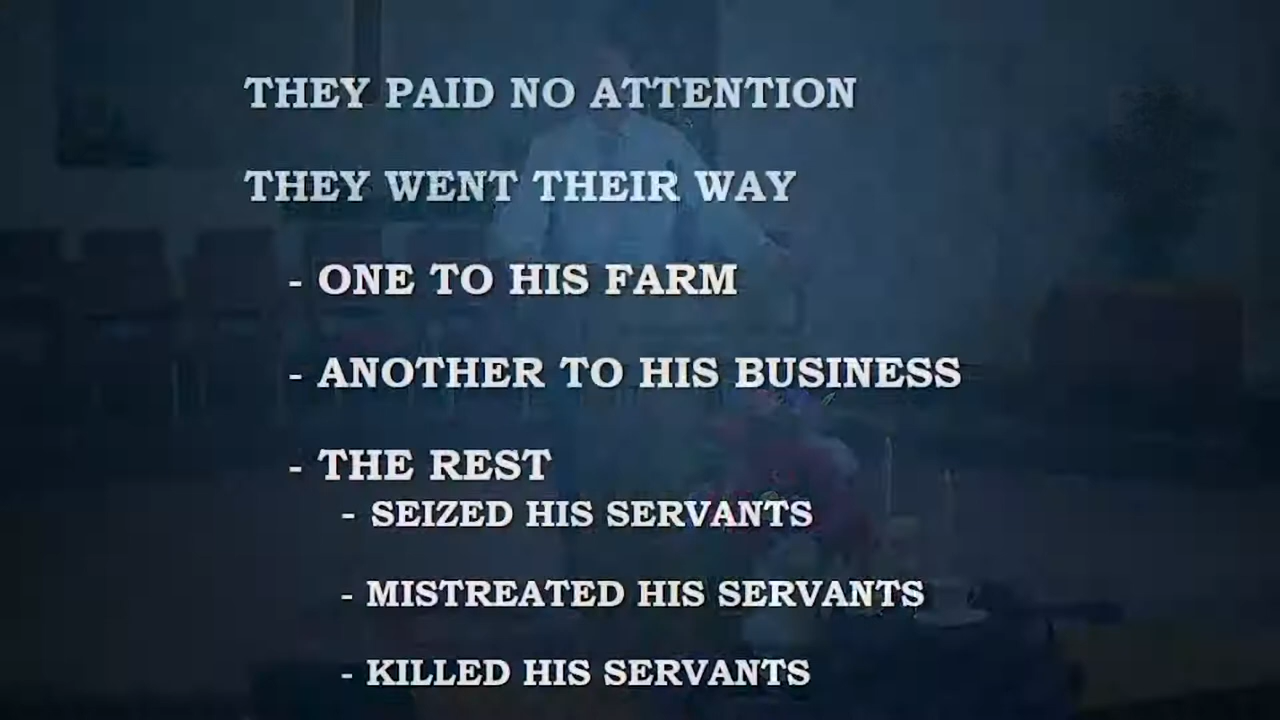 THEY PAID NO ATTENTION
THEY WENT THEIR WAY
- ONE TO HIS FARM
- ANOTHER TO HIS BUSINESS
- THE REST
- SEIZED HIS SERVANTS
- MISTREATED HIS SERVANTS
- KILLED HIS SERVANTS